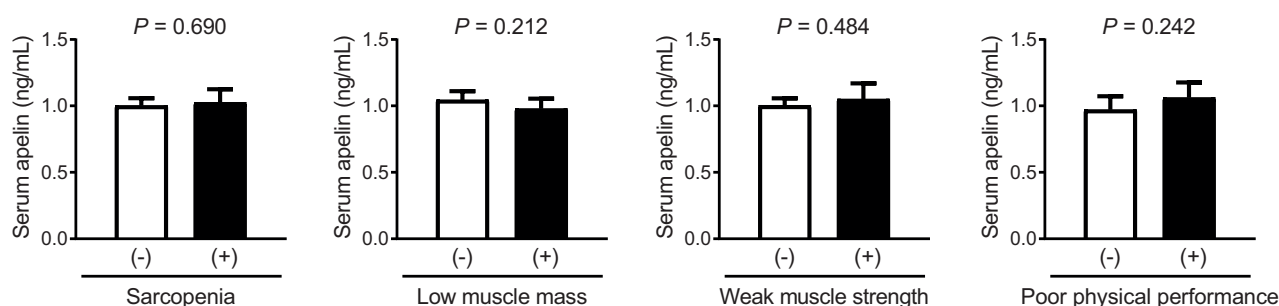 P = 0.690
Serum apelin (ng/mL)
1.5
1.0
0.5
0.0
(-) (+)
Sarcopenia
P = 0.212
Serum apelin (ng/mL)
1.5
1.0
0.5
0.0
(-) (+)
Low muscle mass
P = 0.484
Serum apelin (ng/mL)
1.5
1.0
0.5
0.0
(-) (+)
Weak muscle strength
P = 0.242
Serum apelin (ng/mL)
1.5
1.0
0.5
0.0
(-) (+)
Poor physical performance